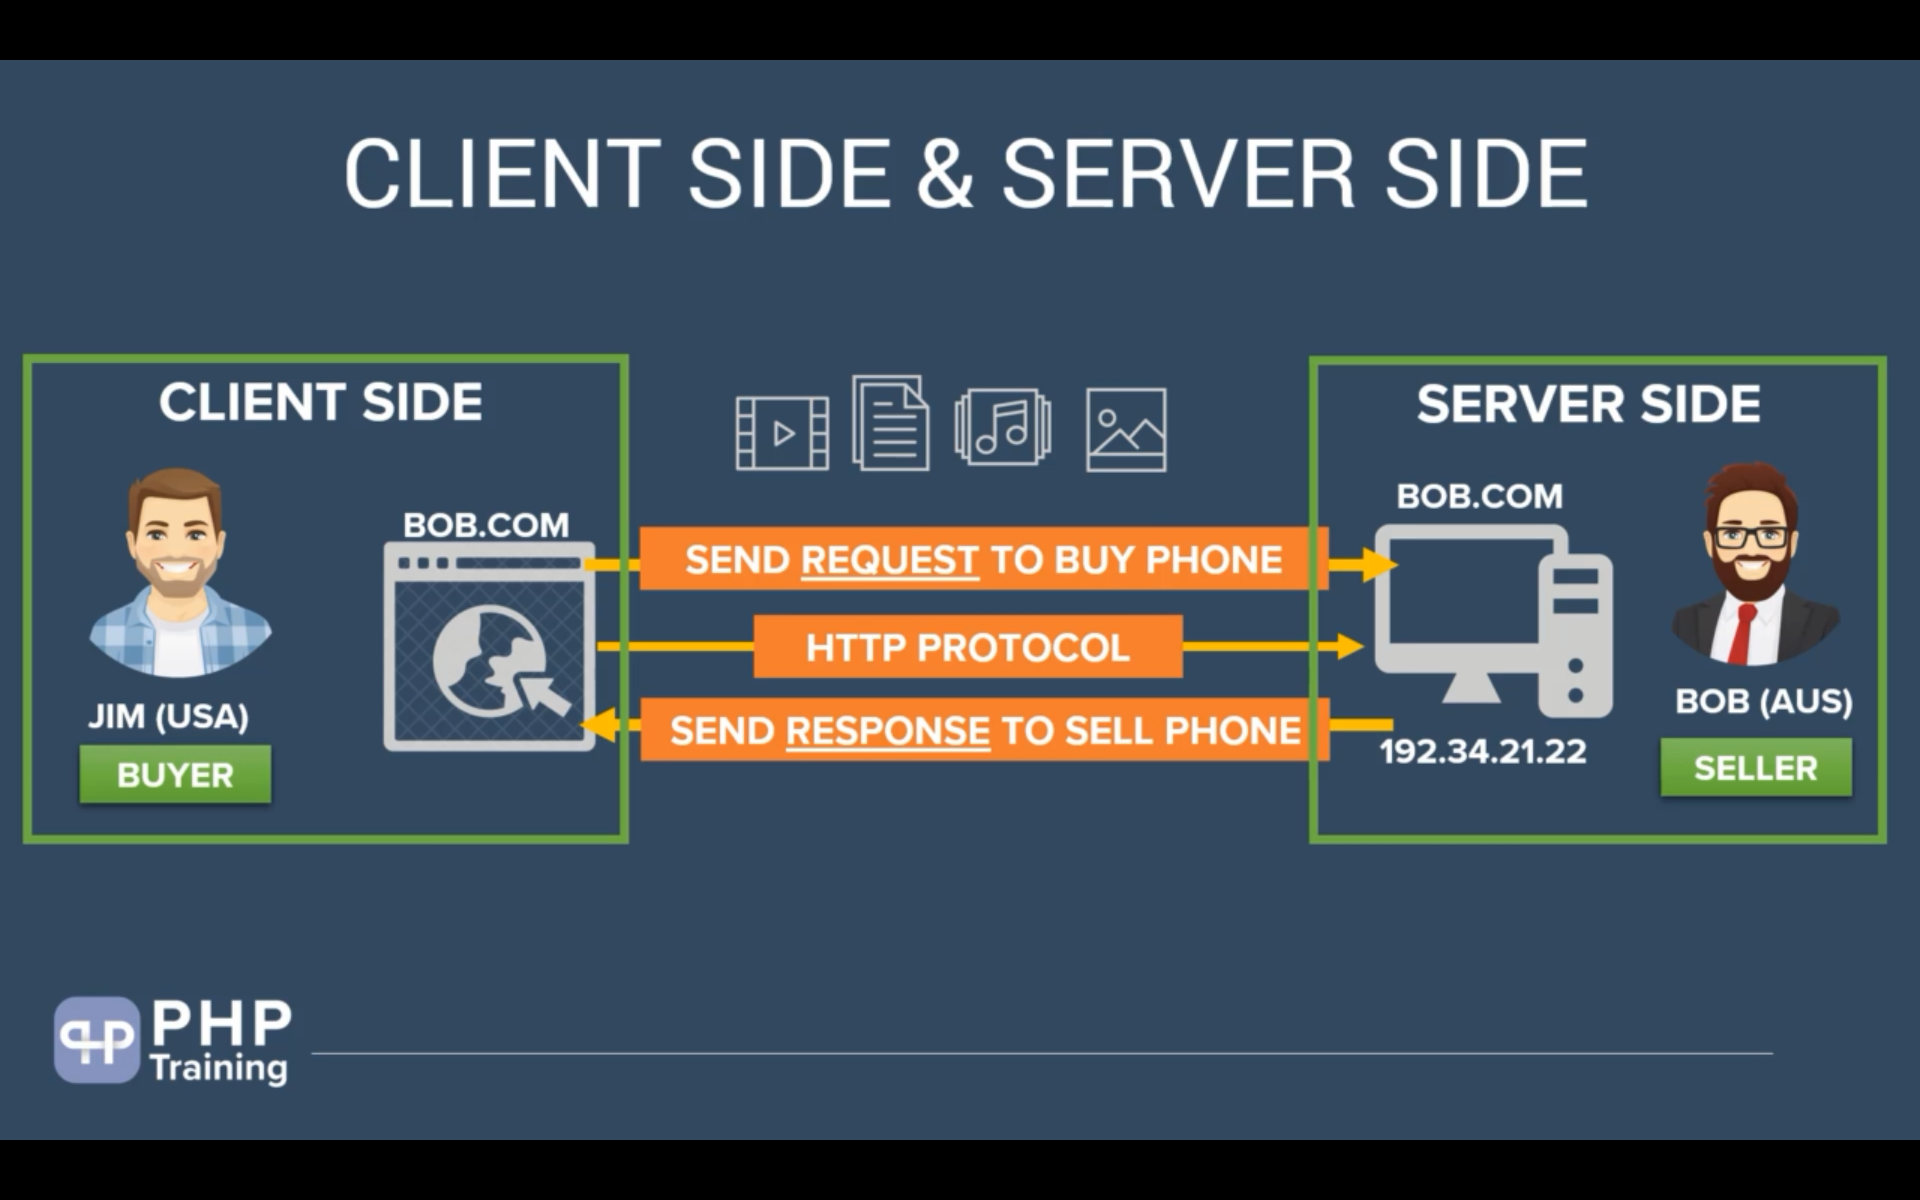 CLIENT SIDE & SERVER SIDE
CLIENT SIDE
BOB.COM
JIM (USA)
BUYER
SEND REQUEST TO BUY PHONE
HTTP PROTOCOL
SEND RESPONSE TO SELL PHONE
SERVER SIDE
BOB.COM
192.34.21.22
BOB (AUS)
SELLER
php
PHP
Training